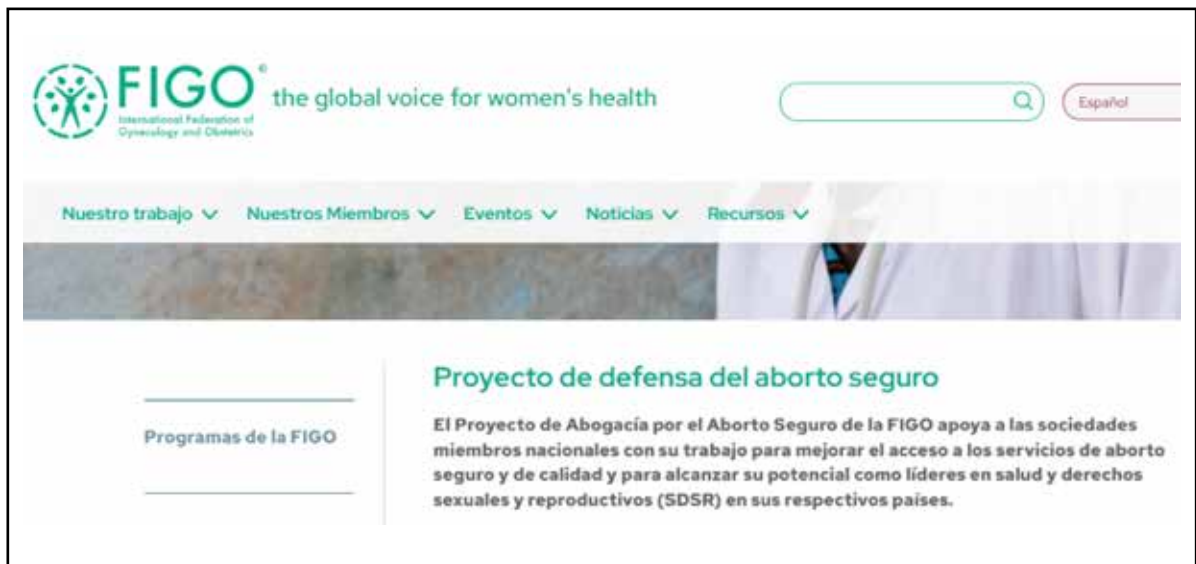 FIGO®
International Federation of
Gynecology and Obstetrics
the global voice for women's health
Español
Nuestro trabajo
Nuestros Miembros
Eventos
Noticias
Recursos
Programas de la FIGO
Proyecto de defensa del aborto seguro
El Proyecto de Abogacía por el Aborto Seguro de la FIGO apoya a las sociedades
miembros nacionales con su trabajo para mejorar el acceso a los servicios de aborto
seguro y de calidad y para alcanzar su potencial como líderes en salud y derechos
sexuales y reproductivos (SDSR) en sus respectivos países.